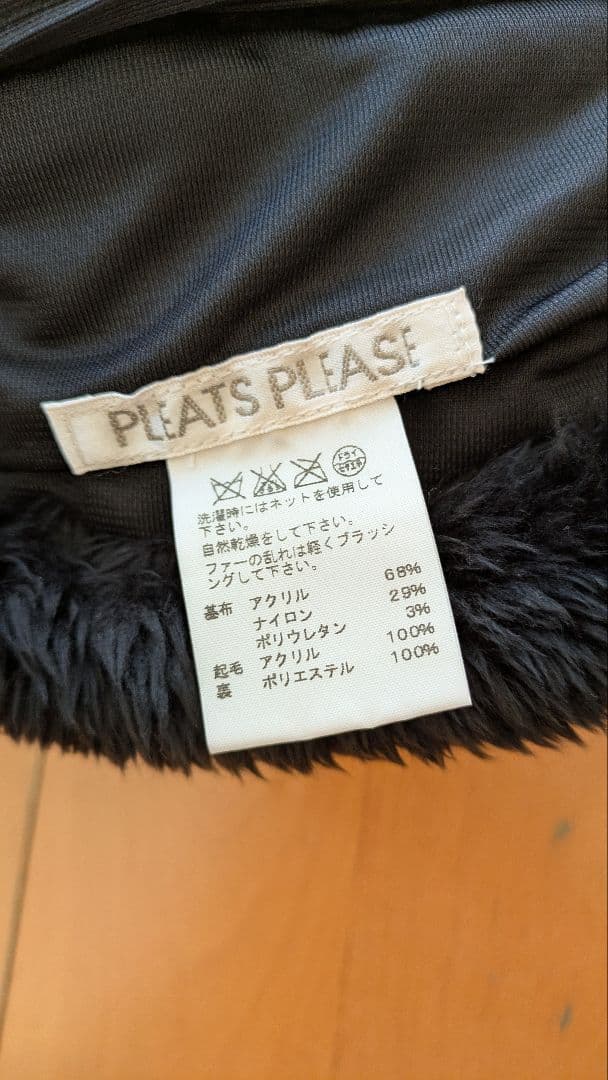 PLEATS PLEASE
ドライ
セキユ系
洗濯時にはネットを使用して
下さい。
自然乾燥をして下さい。
ファーの乱れは軽くブラッシ
ングして下さい。
基布 アクリル 68%
ナイロン 29%
ポリウレタン 3%
起毛 アクリル 100%
裏 ポリエステル 100%